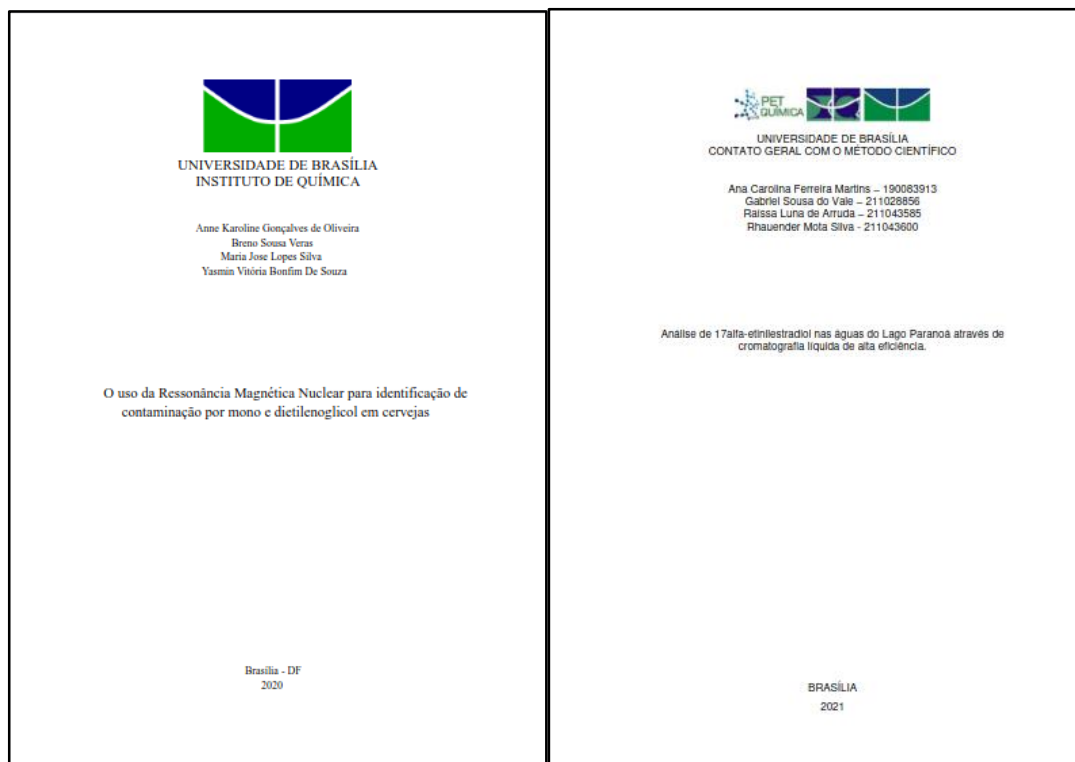 UNIVERSIDADE DE BRASÍLIA
INSTITUTO DE QUÍMICA
Anne Karoline Gonçalves de Oliveira
Breno Sousa Veras
Maria Jose Lopes Silva
Yasmin Vitória Bonfim De Souza
O uso da Ressonância Magnética Nuclear para identificação de
contaminação por mono e dietilenoglicol em cervejas
Brasília - DF
2020
PET
QUÍMICA
UNIVERSIDADE DE BRASÍLIA
CONTATO GERAL COM O MÉTODO CIENTÍFICO
Ana Carolina Ferreira Martins – 190083913
Gabriel Sousa do Vale – 211028856
Raissa Luna de Arruda – 211043585
Rhauender Mota Silva - 211043600
Análise de 17alfa-etinilestradiol nas águas do Lago Paranoá através de
cromatografia líquida de alta eficiência.
BRASÍLIA
2021